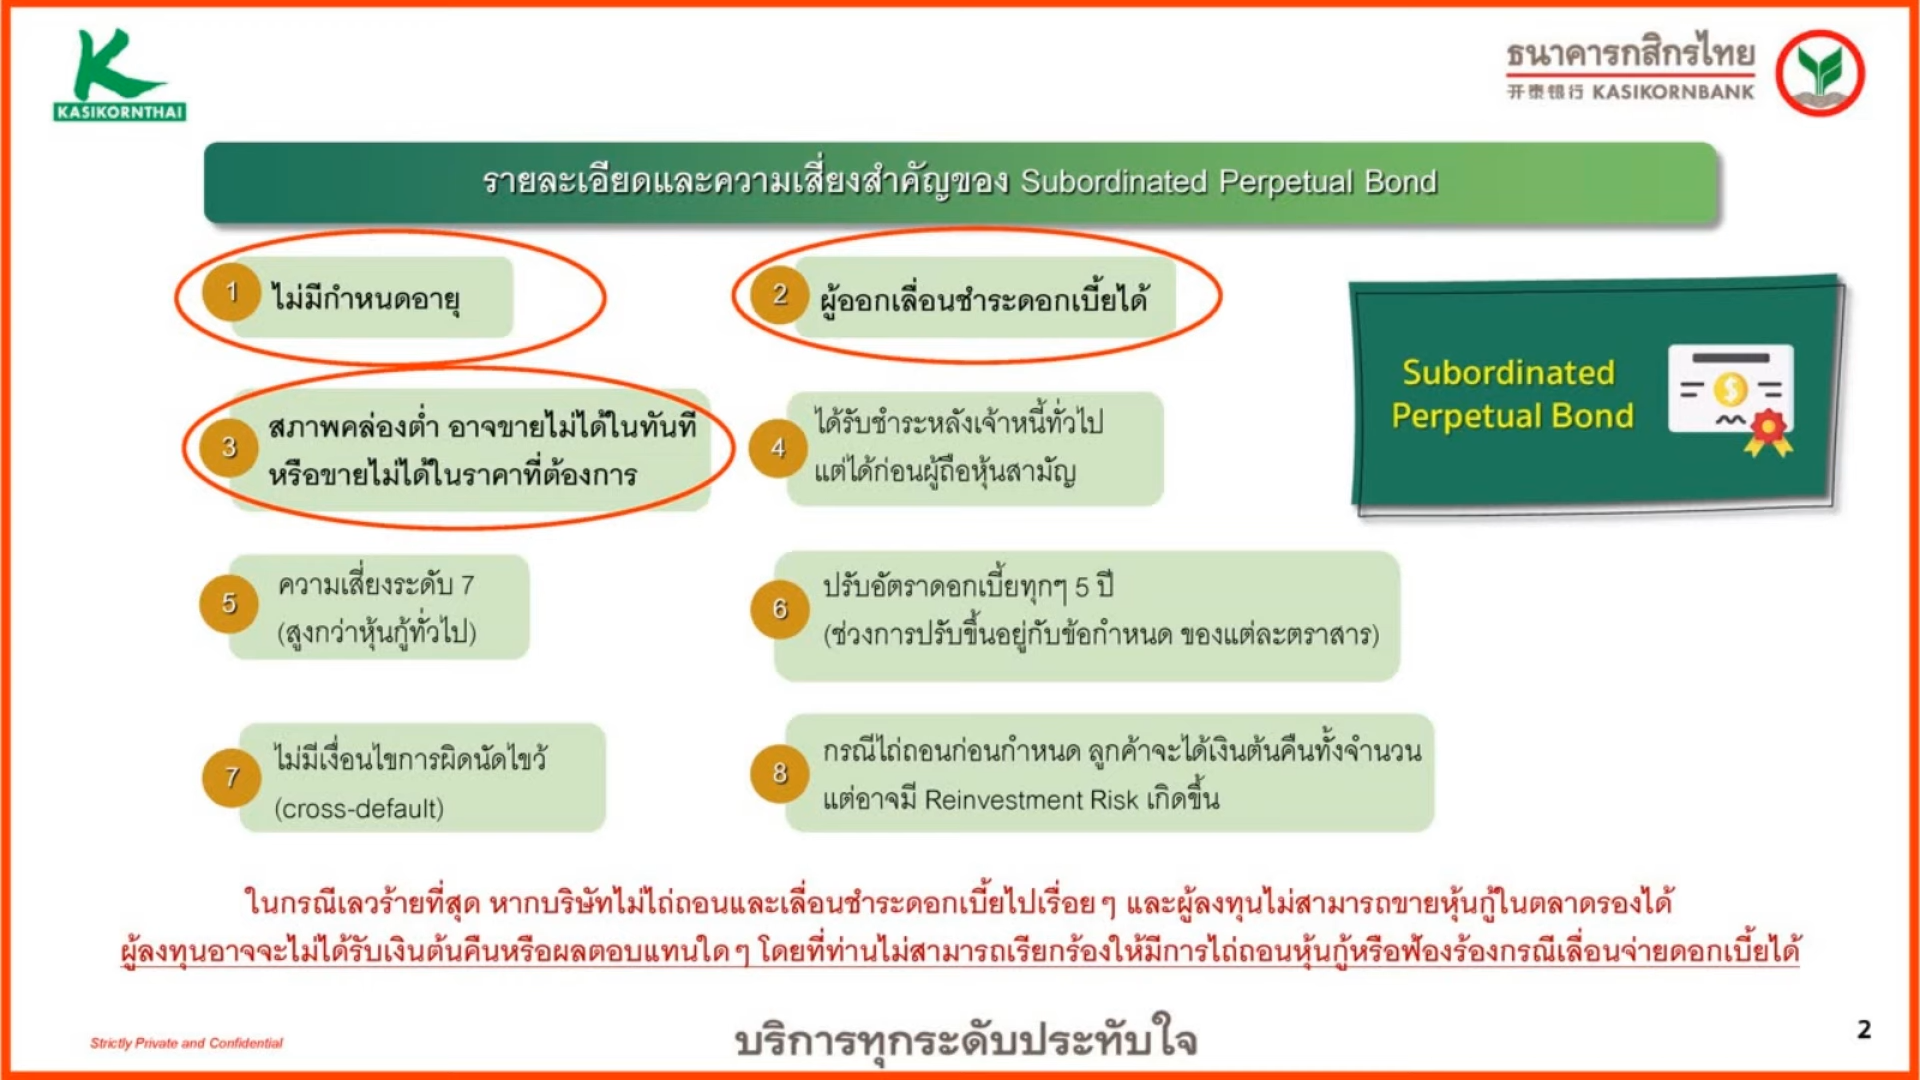 KASIKORNTHAI
ธนาคารกสิกรไทย
开泰银行 KASIKORNBANK
รายละเอียดและความเสี่ยงสำคัญของ Subordinated Perpetual Bond
1 ไม่มีกำหนดอายุ
2 ผู้ออกเลื่อนชำระดอกเบี้ยได้
3 สภาพคล่องต่ำ อาจขายไม่ได้ในทันที
หรือขายไม่ได้ในราคาที่ต้องการ
4 ได้รับชำระหลังเจ้าหนี้ทั่วไป
แต่ได้ก่อนผู้ถือหุ้นสามัญ
Subordinated
Perpetual Bond
5 ความเสี่ยงระดับ 7
(สูงกว่าหุ้นกู้ทั่วไป)
6 ปรับอัตราดอกเบี้ยทุกๆ 5 ปี
(ช่วงการปรับขึ้นอยู่กับข้อกำหนด ของแต่ละตราสาร)
7 ไม่มีเงื่อนไขการผิดนัดไขว้
(cross-default)
8 กรณีไถ่ถอนก่อนกำหนด ลูกค้าจะได้เงินต้นคืนทั้งจำนวน
แต่อาจมี Reinvestment Risk เกิดขึ้น
ในกรณีเลวร้ายที่สุด หากบริษัทไม่ไถ่ถอนและเลื่อนชำระดอกเบี้ยไปเรื่อยๆ และผู้ลงทุนไม่สามารถขายหุ้นกู้ในตลาดรองได้
ผู้ลงทุนอาจจะไม่ได้รับเงินต้นคืนหรือผลตอบแทนใดๆ โดยที่ท่านไม่สามารถเรียกร้องให้มีการไถ่ถอนหุ้นกู้หรือฟ้องร้องกรณีเลื่อนจ่ายดอกเบี้ยได้
Strictly Private and Confidential
บริการทุกระดับประทับใจ
2